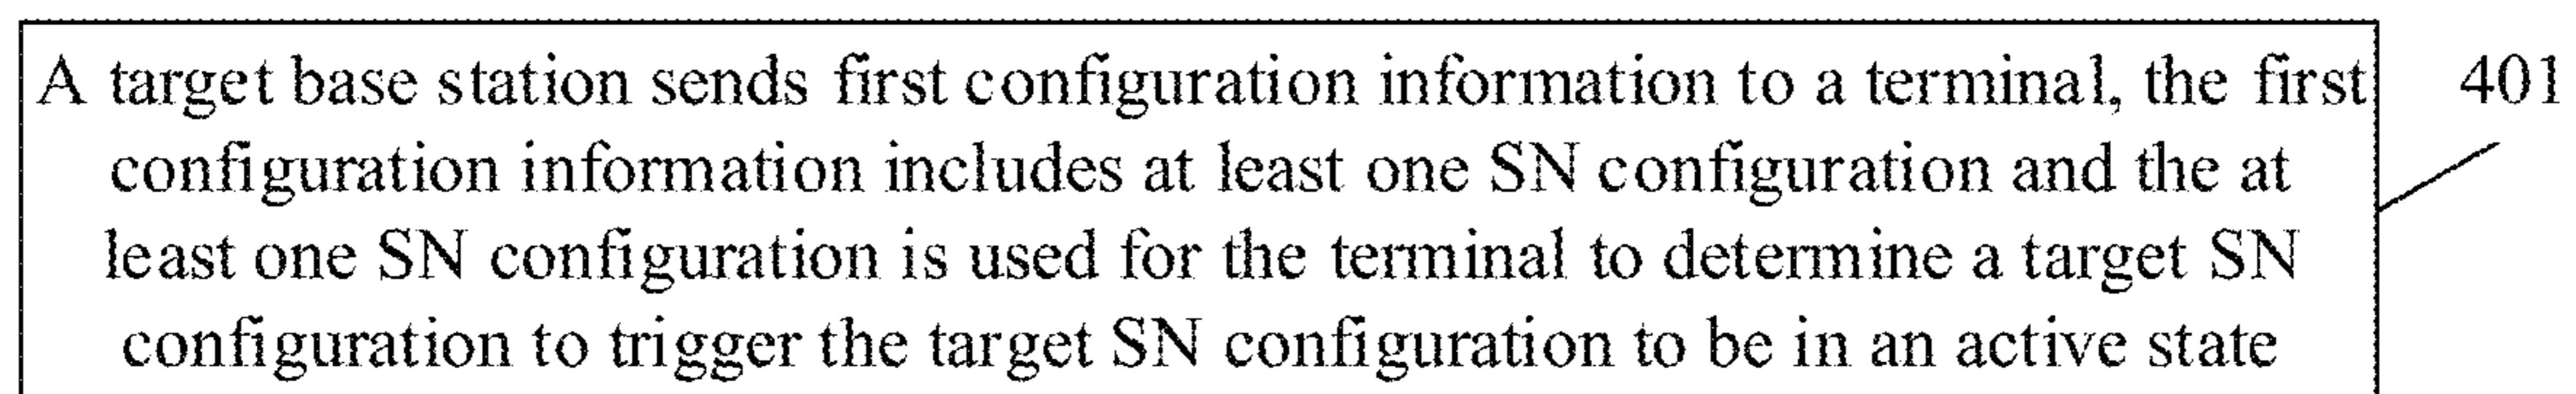 A target base station sends first configuration information to a terminal, the first
401
configuration information includes at least one SN configuration and the at
least one SN configuration is used for the terminal to determine a target SN
configuration to trigger the target SN configuration to be in an active state